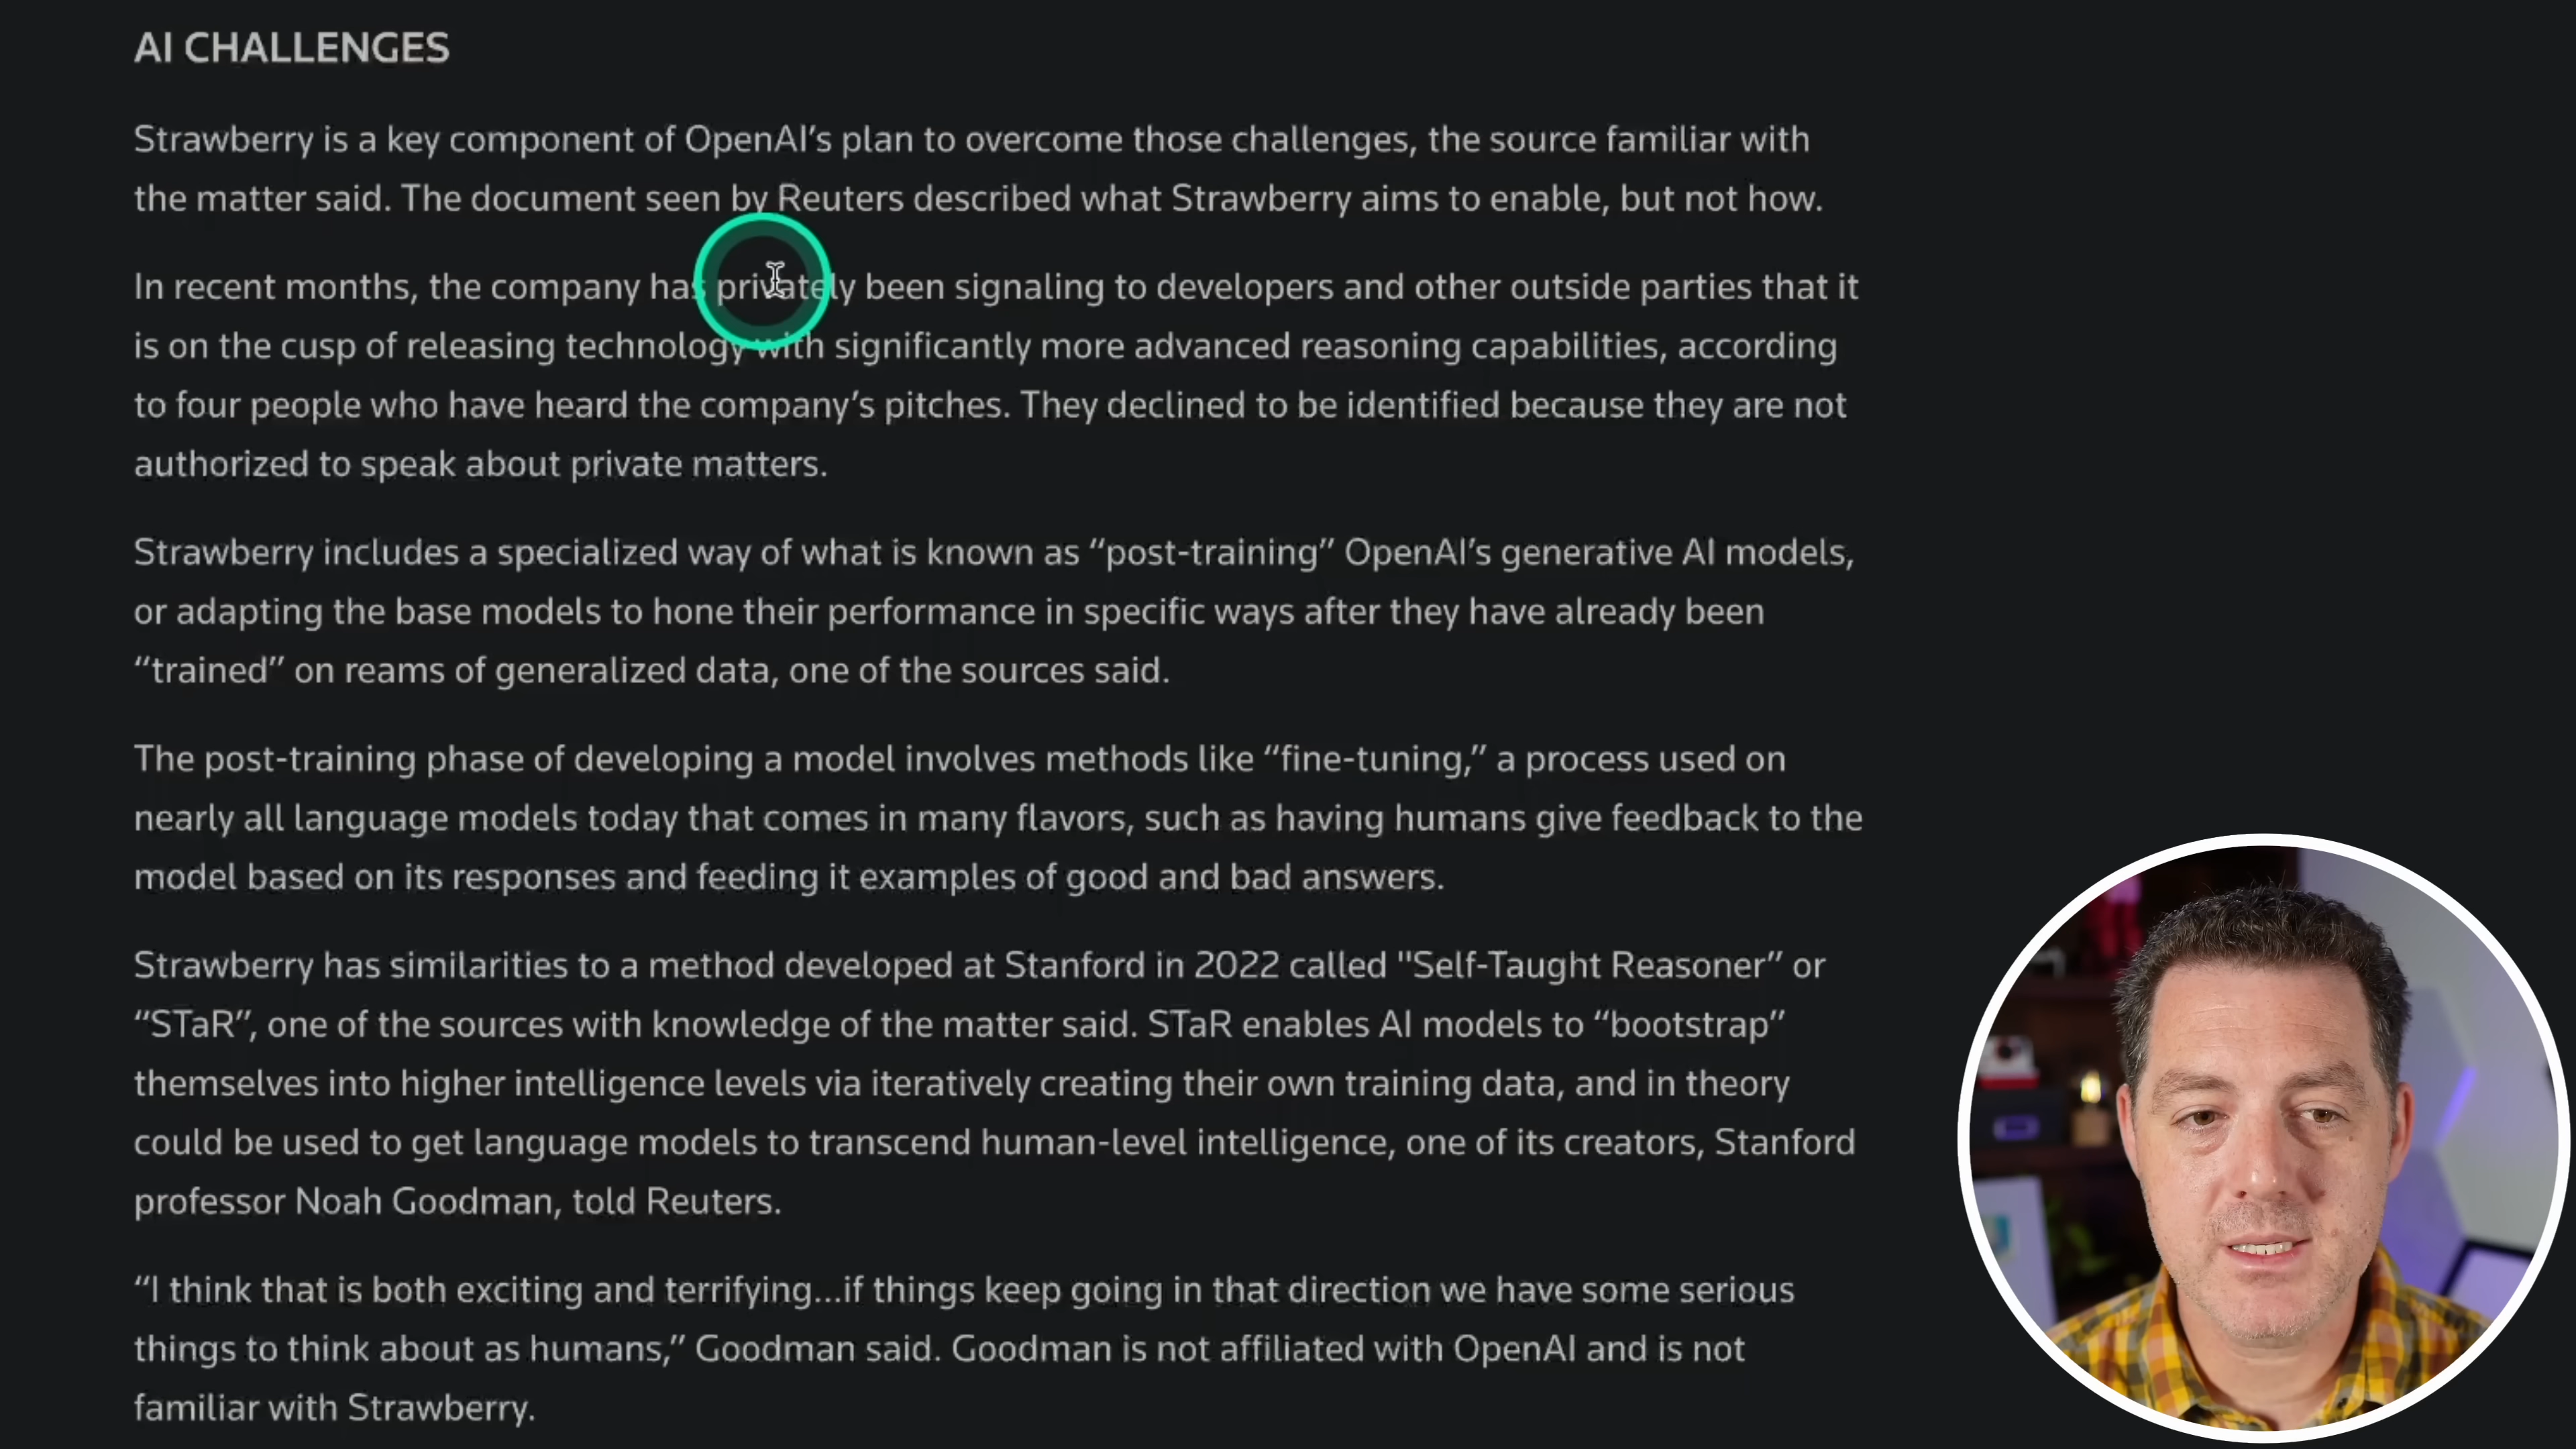 AI CHALLENGES
Strawberry is a key component of OpenAI’s plan to overcome those challenges, the source familiar with
the matter said. The document seen by Reuters described what Strawberry aims to enable, but not how.
In recent months, the company has privately been signaling to developers and other outside parties that it
is on the cusp of releasing technology with significantly more advanced reasoning capabilities, according
to four people who have heard the company’s pitches. They declined to be identified because they are not
authorized to speak about private matters.
Strawberry includes a specialized way of what is known as “post-training” OpenAI’s generative AI models,
or adapting the base models to hone their performance in specific ways after they have already been
“trained” on reams of generalized data, one of the sources said.
The post-training phase of developing a model involves methods like “fine-tuning,” a process used on
nearly all language models today that comes in many flavors, such as having humans give feedback to the
model based on its responses and feeding it examples of good and bad answers.
Strawberry has similarities to a method developed at Stanford in 2022 called "Self-Taught Reasoner” or
“STaR”, one of the sources with knowledge of the matter said. STaR enables AI models to “bootstrap”
themselves into higher intelligence levels via iteratively creating their own training data, and in theory
could be used to get language models to transcend human-level intelligence, one of its creators, Stanford
professor Noah Goodman, told Reuters.
“I think that is both exciting and terrifying…if things keep going in that direction we have some serious
things to think about as humans,” Goodman said. Goodman is not affiliated with OpenAI and is not
familiar with Strawberry.